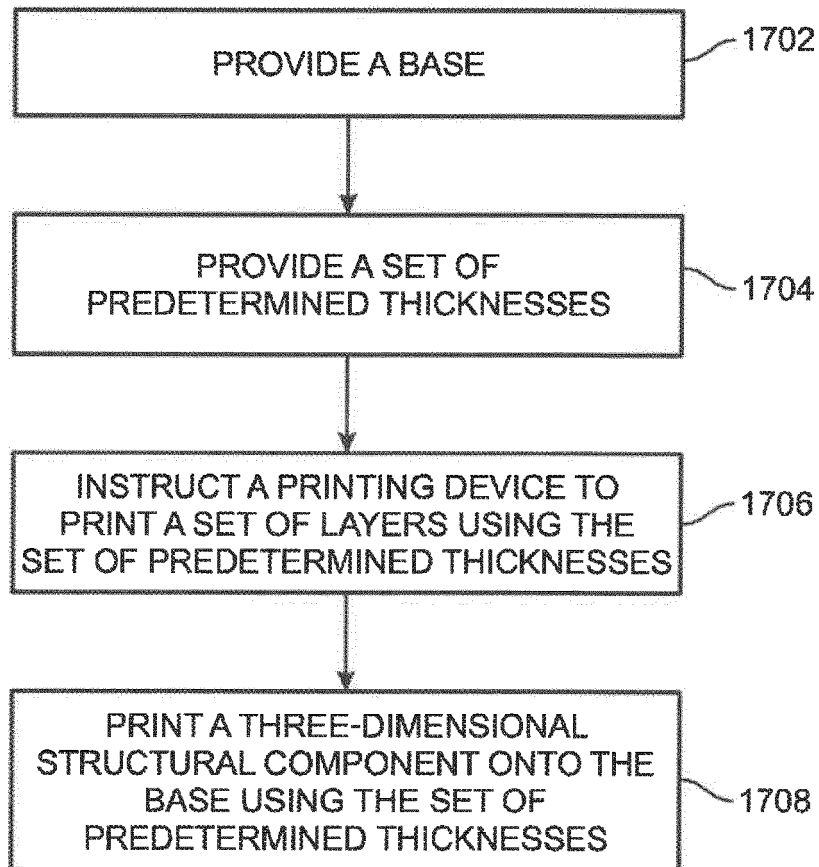 PROVIDE A BASE
1702
PROVIDE A SET OF
PREDETERMINED THICKNESSES
1704
INSTRUCT A PRINTING DEVICE TO
PRINT A SET OF LAYERS USING THE
SET OF PREDETERMINED THICKNESSES
1706
PRINT A THREE-DIMENSIONAL
STRUCTURAL COMPONENT ONTO THE
BASE USING THE SET OF
PREDETERMINED THICKNESSES
1708